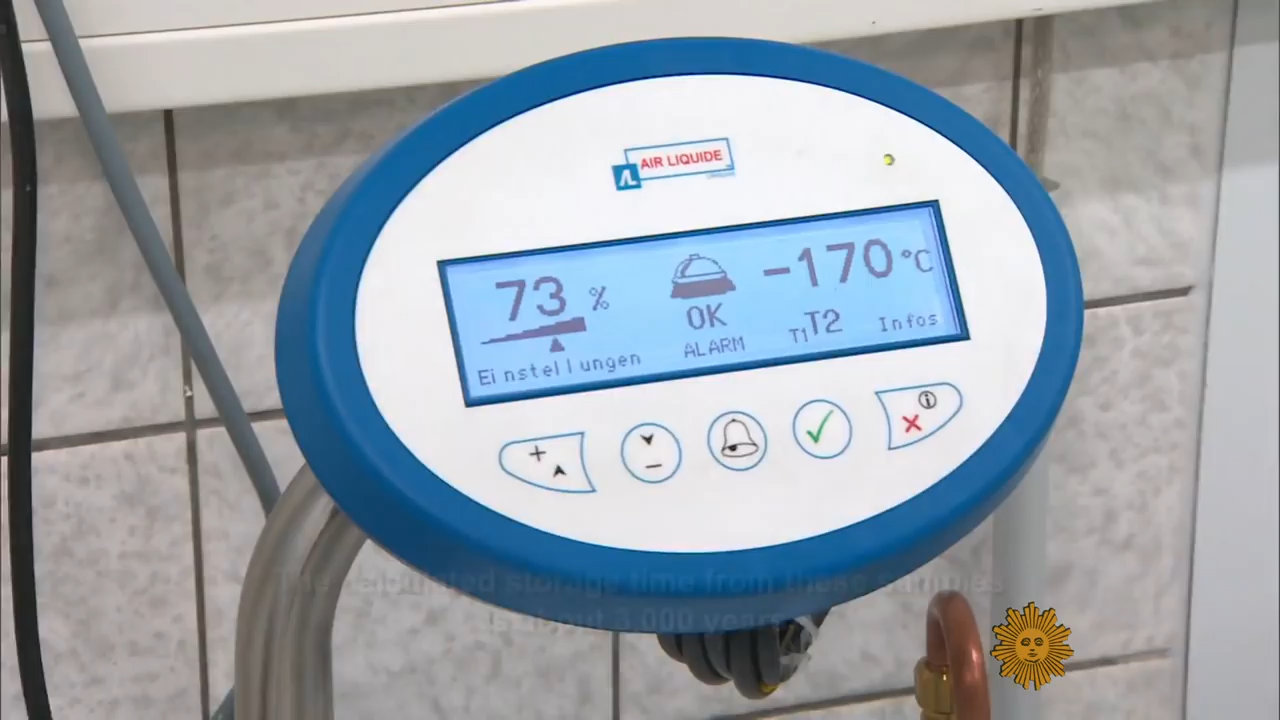 AIR LIQUIDE
73 %
-170 °C
OK
T1 T2
Infos
ALARM
Einstellungen
The calculated storage time from these samples
is about 1,000 years